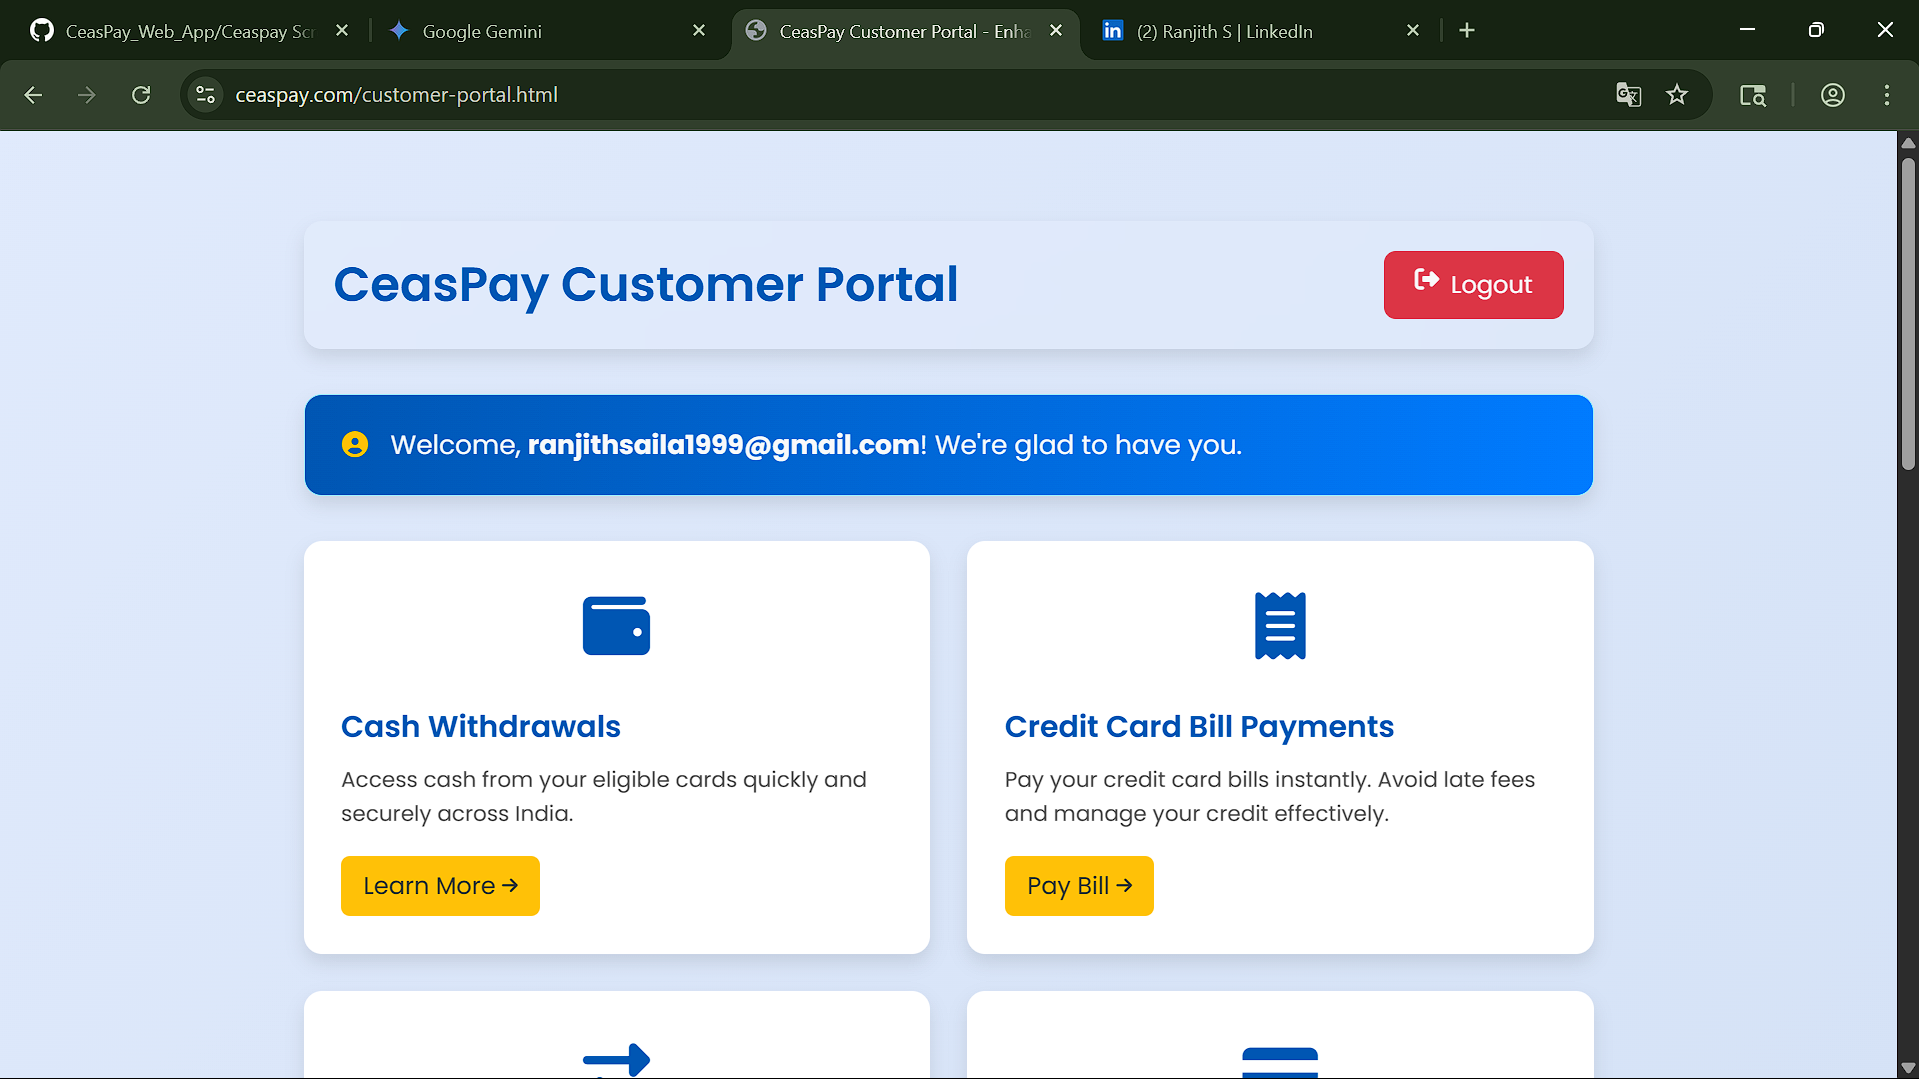 CeasPay_Web_App/Ceaspay Scr
Google Gemini
CeasPay Customer Portal - Enha
(2) Ranjith S | LinkedIn
ceaspay.com/customer-portal.html
CeasPay Customer Portal
Logout
Welcome, ranjithsaila1999@gmail.com! We're glad to have you.
Cash Withdrawals
Access cash from your eligible cards quickly and
securely across India.
Learn More →
Credit Card Bill Payments
Pay your credit card bills instantly. Avoid late fees
and manage your credit effectively.
Pay Bill →